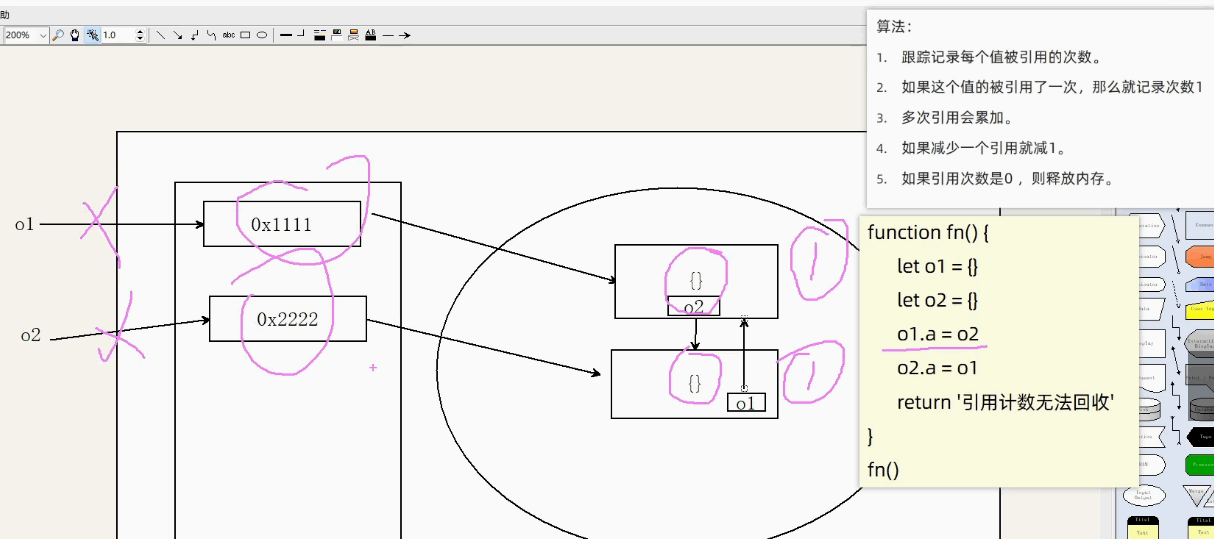 助
200%
abc
1.0
AB
算法：
1. 跟踪记录每个值被引用的次数。
2. 如果这个值的被引用了一次，那么就记录次数1
3. 多次引用会累加。
4. 如果减少一个引用就减1。
5. 如果引用次数是0 ，则释放内存。
o1
0x1111
o2
0x2222
{}
o2
1
{}
o1
1
function fn() {
let o1 = {}
let o2 = {}
o1.a = o2
o2.a = o1
return '引用计数无法回收'
}
fn()